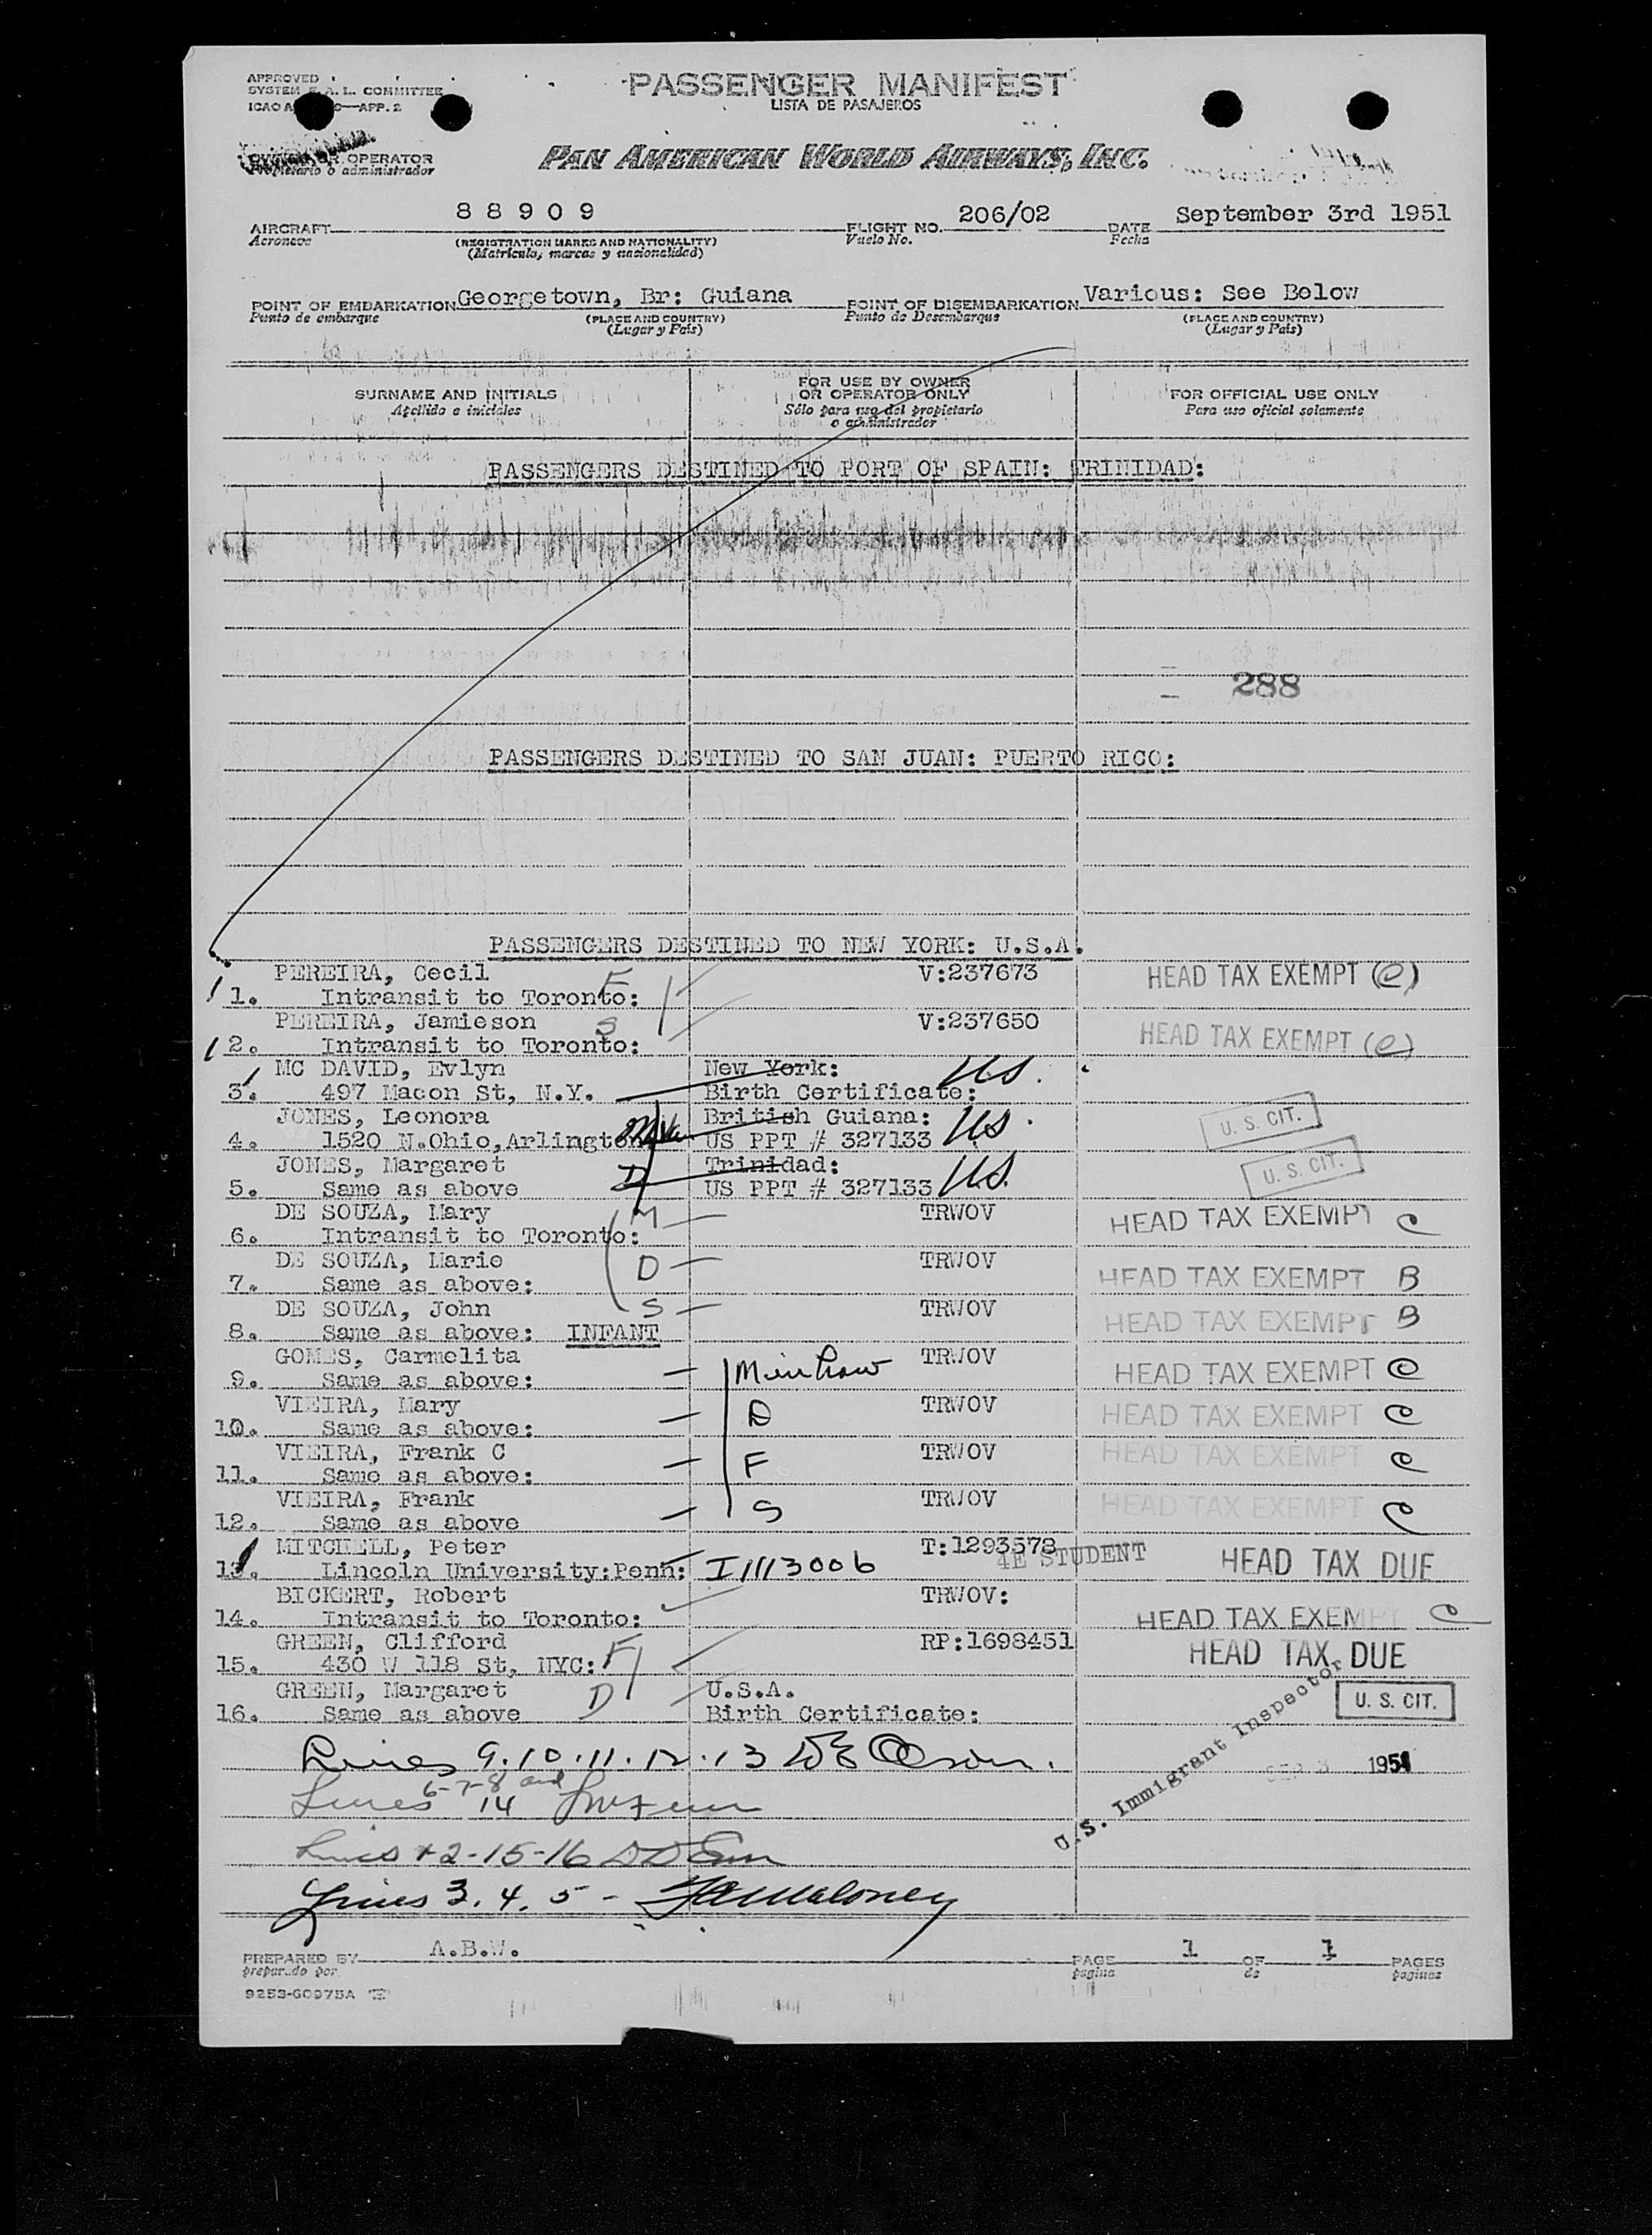 APPROVED
SYSTEM F. A. L. COMMITTEE
ICAO APP. 2
PASSENGER MANIFEST
LISTA DE PASAJEROS
OR OPERATOR
Propietario o administrador
PAN AMERICAN WORLD AIRWAYS, INC.
AIRCRAFT 88909 FLIGHT NO. 206/02 DATE September 3rd 1951
Aeronave (REGISTRATION MARKS AND NATIONALITY) Vuelo No. Fecha
(Matrícula, marcas y nacionalidad)
POINT OF EMBARKATION Georgetown, Br: Guiana POINT OF DISEMBARKATION Various: See Below
Punto de embarque (PLACE AND COUNTRY) Punto de Desembarque (PLACE AND COUNTRY)
(Lugar y País) (Lugar y País)
SURNAME AND INITIALS FOR USE BY OWNER OR OPERATOR ONLY FOR OFFICIAL USE ONLY
Apellido e iniciales Sólo para uso del propietario o administrador Para uso oficial solamente
PASSENGERS DESTINED TO PORT OF SPAIN: TRINIDAD:
288
PASSENGERS DESTINED TO SAN JUAN: PUERTO RICO:
PASSENGERS DESTINED TO NEW YORK: U.S.A.
PEREIRA, Cecil F V:237673 HEAD TAX EXEMPT (C)
1. Intransit to Toronto:
PEREIRA, Jamieson S V:237650 HEAD TAX EXEMPT (C)
2. Intransit to Toronto:
MC DAVID, Evlyn New York: US.
3. 497 Macon St, N.Y. Birth Certificate:
JONES, Leonora British Guiana: US. U. S. CIT.
4. 1520 N.Ohio, Arlington US PPT # 327133
JONES, Margaret D Trinidad: US. U. S. CIT.
5. Same as above US PPT # 327133
DE SOUZA, Mary M TRWOV HEAD TAX EXEMPT C
6. Intransit to Toronto:
DE SOUZA, Marie D TRWOV HEAD TAX EXEMPT B
7. Same as above:
DE SOUZA, John S TRWOV HEAD TAX EXEMPT B
8. Same as above: INFANT
GOMES, Carmelita TRWOV HEAD TAX EXEMPT C
9. Same as above:
VIEIRA, Mary D TRWOV HEAD TAX EXEMPT C
10. Same as above:
VIEIRA, Frank C F TRWOV HEAD TAX EXEMPT C
11. Same as above:
VIEIRA, Frank S TRWOV HEAD TAX EXEMPT C
12. Same as above
MITCHELL, Peter T:1293578 4E STUDENT HEAD TAX DUE
13. Lincoln University:Penn: I1113006
BICKERT, Robert TRWOV: HEAD TAX EXEMPT C
14. Intransit to Toronto:
GREEN, Clifford F RP:1698451 HEAD TAX DUE
15. 430 W 118 St, NYC:
GREEN, Margaret D U.S.A. U. S. CIT.
16. Same as above Birth Certificate:
Lines 9.10.11.12.13
U.S. Immigrant Inspector
SEP 3 1951
Lines 6-7-8 and 14
Lines 1-2-15-16
Lines 3. 4. 5 - Maloney
PREPARED BY A.B.W. PAGE 1 OF 1 PAGES
preparado por página de páginas
9253-60975A